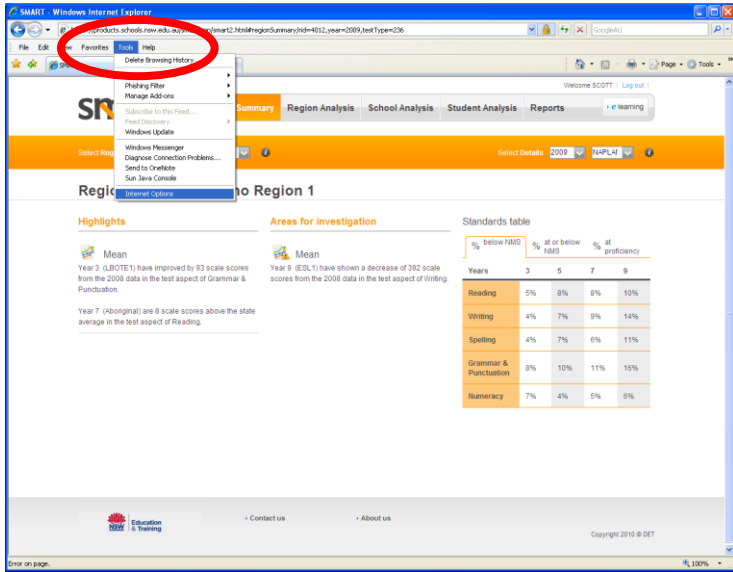 SMART - Windows Internet Explorer
products.schools.nsw.edu.au/ /smart2.html#regionSummary;rid=4012,year=2009,testType=236
Google
File Edit Favorites Tools Help
Page Tools
Delete Browsing History...
Phishing Filter
Manage Add-ons
Subscribe to this Feed...
Feed Discovery
Windows Update
Windows Messenger
Diagnose Connection Problems...
Send to OneNote
Sun Java Console
Internet Options
Welcome SCOTT Log out
Summary Region Analysis School Analysis Student Analysis Reports e learning
Select Select Details 2009 NAPLAN
Region 1
Highlights
Mean
Year 3 (LBOTE1) have improved by 93 scale scores
from the 2008 data in the test aspect of Grammar &
Punctuation.
Year 7 (Aboriginal) are 8 scale scores above the state
average in the test aspect of Reading.
Areas for investigation
Mean
Year 9 (ESL1) have shown a decrease of 392 scale
scores from the 2008 data in the test aspect of Writing.
Standards table
% below NMS % at or below NMS % at proficiency
Years 3 5 7 9
Reading 5% 8% 8% 10%
Writing 4% 7% 9% 14%
Spelling 4% 7% 6% 11%
Grammar & Punctuation 8% 10% 11% 16%
Numeracy 7% 4% 5% 6%
NSW Education & Training
Contact us About us
Copyright 2010 © DET
Error on page. 100%